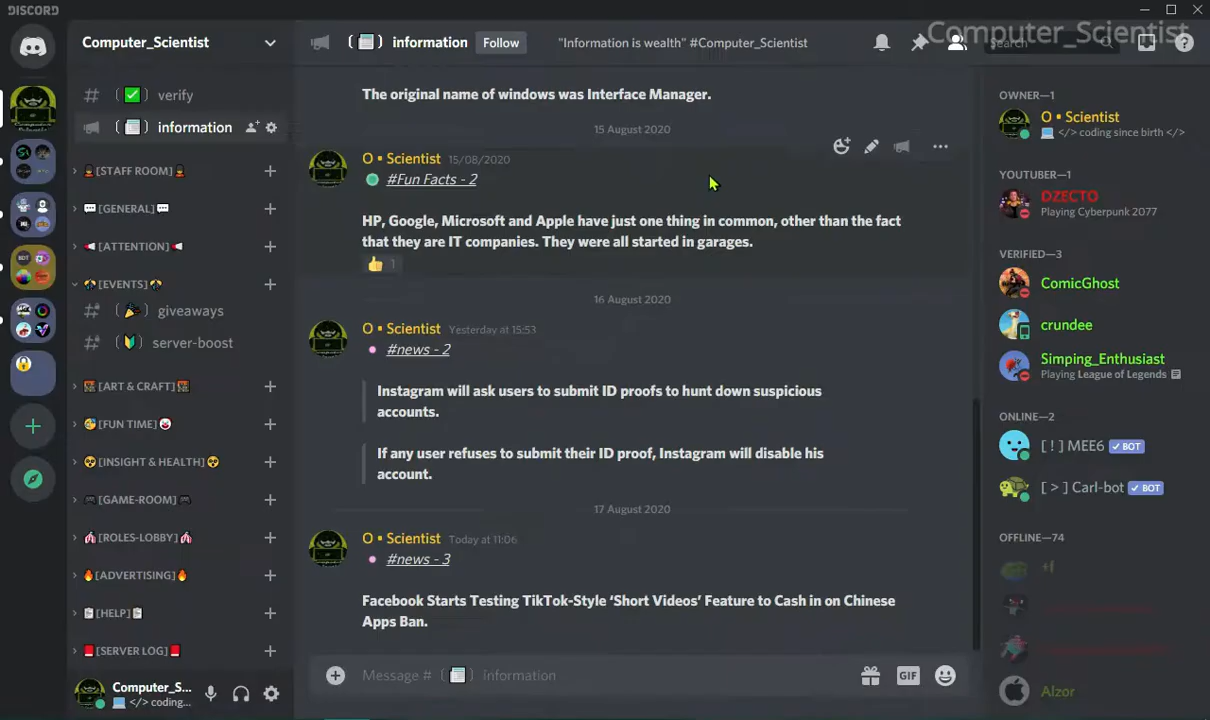 DISCORD
Computer_Scientist
Computer_Scientist
information
Follow
"Information is wealth" #Computer_Scientist
Search
verify
information
[STAFF ROOM]
[GENERAL]
[ATTENTION]
[EVENTS]
giveaways
server-boost
[ART & CRAFT]
[FUN TIME]
[INSIGHT & HEALTH]
[GAME-ROOM]
[ROLES-LOBBY]
[ADVERTISING]
[HELP]
[SERVER LOG]
Computer_S...
</> coding...
The original name of windows was Interface Manager.
15 August 2020
O • Scientist 15/08/2020
#Fun Facts - 2
HP, Google, Microsoft and Apple have just one thing in common, other than the fact
that they are IT companies. They were all started in garages.
1
16 August 2020
O • Scientist Yesterday at 15:53
#news - 2
Instagram will ask users to submit ID proofs to hunt down suspicious
accounts.
If any user refuses to submit their ID proof, Instagram will disable his
account.
17 August 2020
O • Scientist Today at 11:06
#news - 3
Facebook Starts Testing TikTok-Style ‘Short Videos’ Feature to Cash in on Chinese
Apps Ban.
Message # information
GIF
OWNER—1
O • Scientist
</> coding since birth </>
YOUTUBER—1
DZECTO
Playing Cyberpunk 2077
VERIFIED—3
ComicGhost
crundee
Simping_Enthusiast
Playing League of Legends
ONLINE—2
[ ! ] MEE6 BOT
[ > ] Carl-bot BOT
OFFLINE—74
Alzor